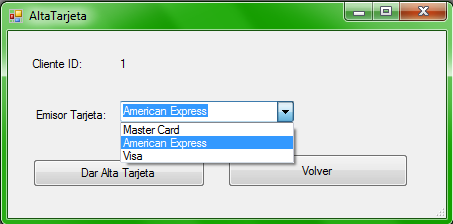 AltaTarjeta
Cliente ID: 1
Emisor Tarjeta: American Express
Master Card
American Express
Visa
Dar Alta Tarjeta Volver